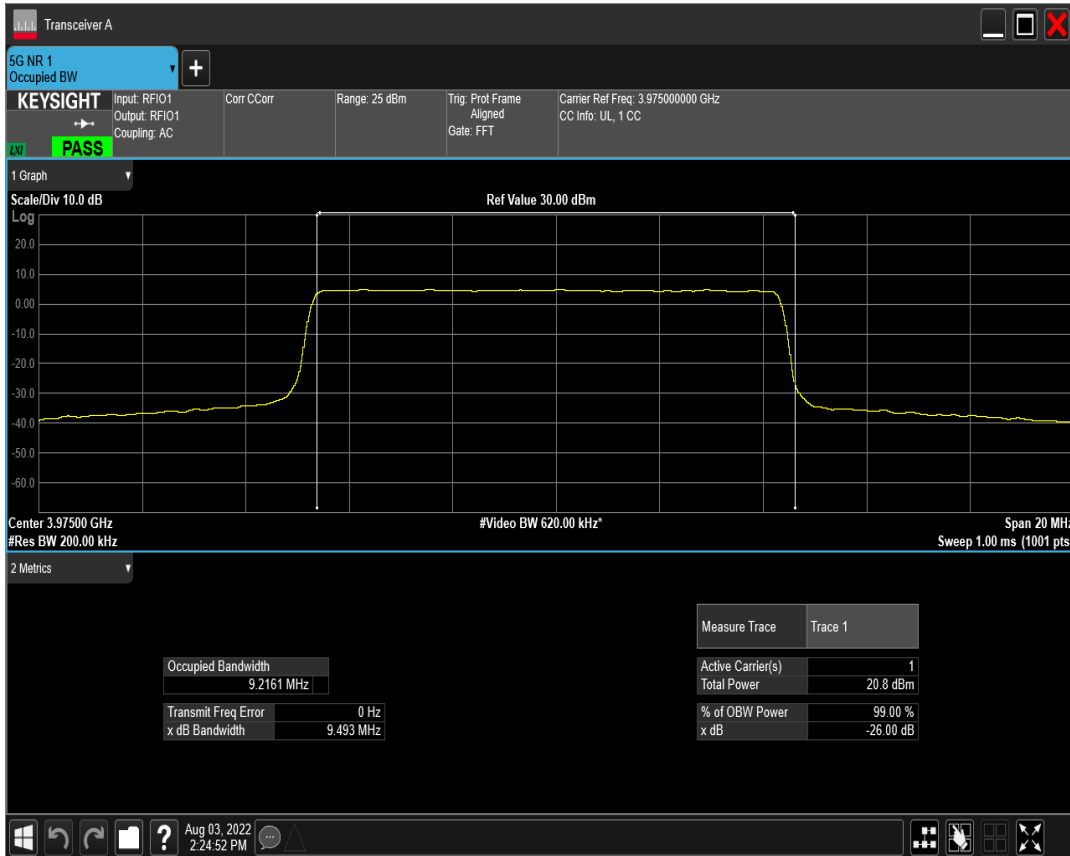 Transceiver A
5G NR 1
Occupied BW
+
KEYSIGHT
LXI
PASS
Input: RFIO1
Output: RFIO1
Coupling: AC
Corr CCorr
Range: 25 dBm
Trig: Prot Frame
Aligned
Gate: FFT
Carrier Ref Freq: 3.975000000 GHz
CC Info: UL, 1 CC
1 Graph
Scale/Div 10.0 dB
Ref Value 30.00 dBm
Log
20.0
10.0
0.00
-10.0
-20.0
-30.0
-40.0
-50.0
-60.0
Center 3.97500 GHz
#Video BW 620.00 kHz*
Span 20 MHz
#Res BW 200.00 kHz
Sweep 1.00 ms (1001 pts
2 Metrics
Measure Trace
Trace 1
Occupied Bandwidth
9.2161 MHz
Active Carrier(s)
1
Total Power
20.8 dBm
Transmit Freq Error
0 Hz
x dB Bandwidth
9.493 MHz
% of OBW Power
99.00 %
x dB
-26.00 dB
?
Aug 03, 2022
2:24:52 PM